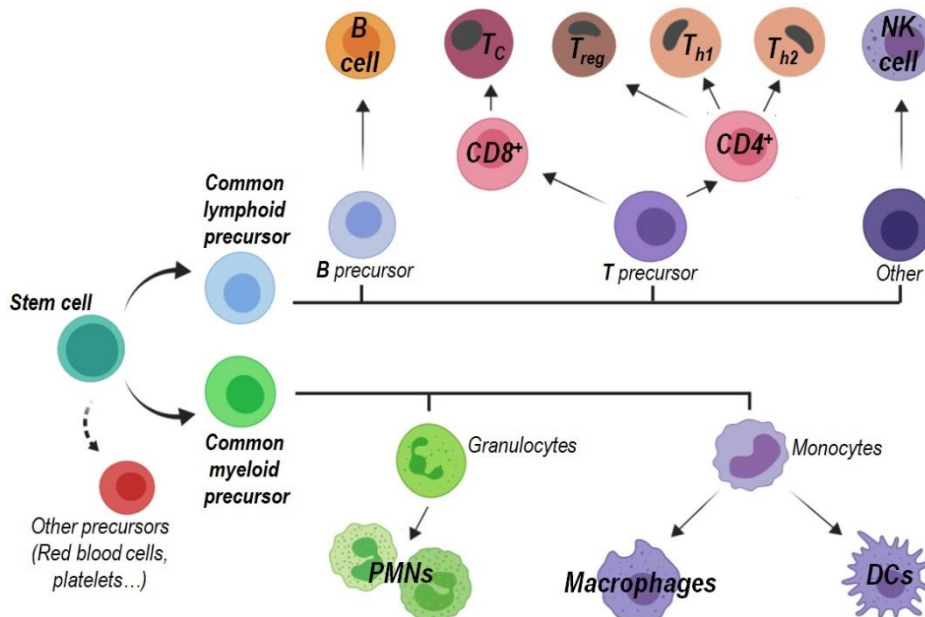 B
cell
TC
Treg
Th1
Th2
NK
cell
CD8+
CD4+
Common
lymphoid
precursor
B precursor
T precursor
Other
Stem cell
Common
myeloid
precursor
Granulocytes
Monocytes
Other precursors
(Red blood cells,
platelets…)
PMNs
Macrophages
DCs